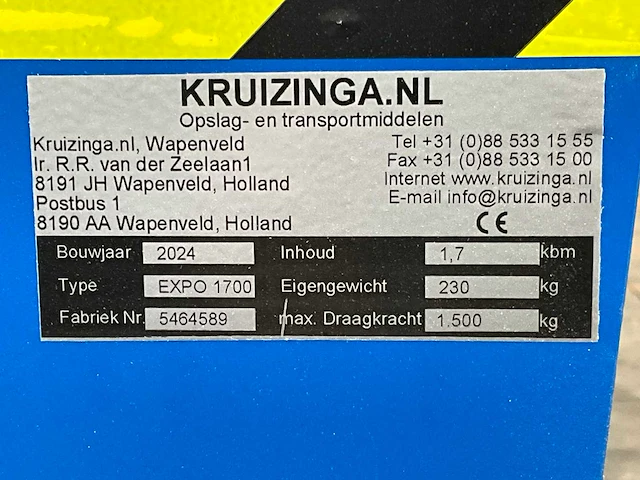 KRUIZINGA.NL
Opslag- en transportmiddelen
Kruizinga.nl, Wapenveld
Ir. R.R. van der Zeelaan1
8191 JH Wapenveld, Holland
Postbus 1
8190 AA Wapenveld, Holland
Tel +31 (0)88 533 15 55
Fax +31 (0)88 533 15 00
Internet www.kruizinga.nl
E-mail info@kruizinga.nl
CE
Bouwjaar 2024 Inhoud 1,7 kbm
Type EXPO 1700 Eigengewicht 230 kg
Fabriek Nr. 5464589 max. Draagkracht 1.500 kg